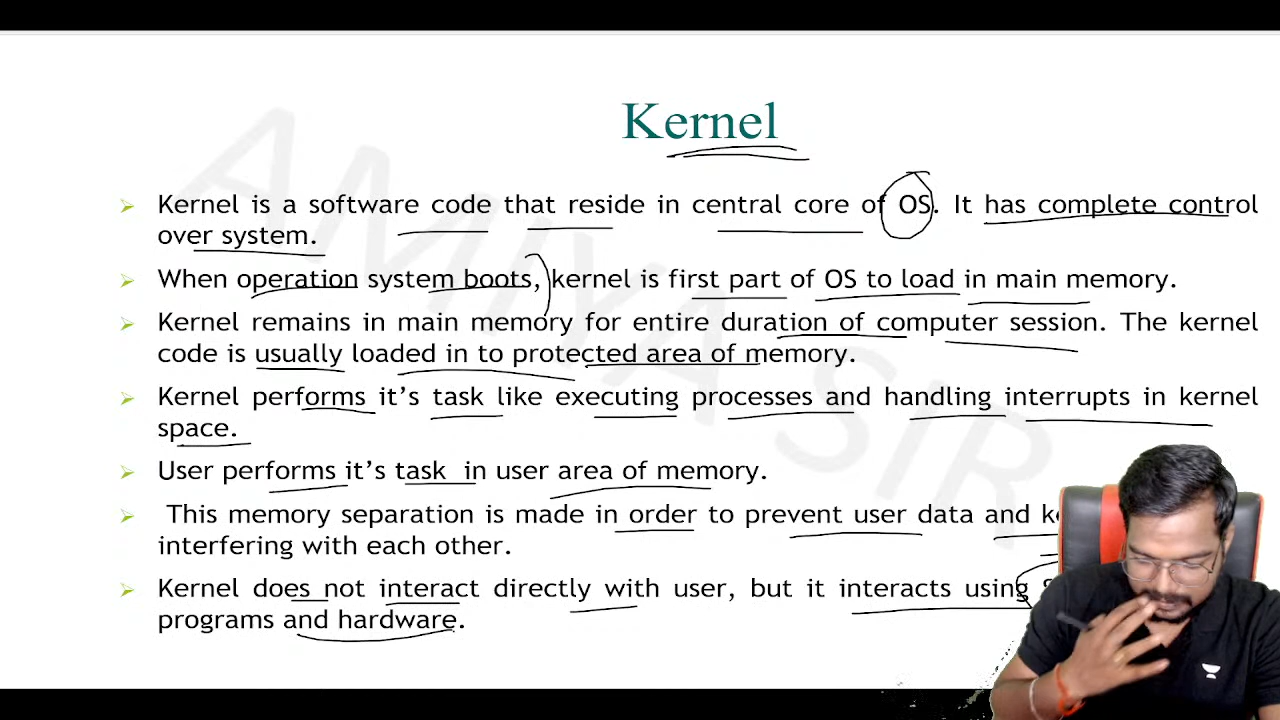 Kernel
Kernel is a software code that reside in central core of OS. It has complete control
over system.
When operation system boots, kernel is first part of OS to load in main memory.
Kernel remains in main memory for entire duration of computer session. The kernel
code is usually loaded in to protected area of memory.
Kernel performs it's task like executing processes and handling interrupts in kernel
space.
User performs it's task in user area of memory.
This memory separation is made in order to prevent user data and
interfering with each other.
Kernel does not interact directly with user, but it interacts using
programs and hardware.
AMIYA SIR